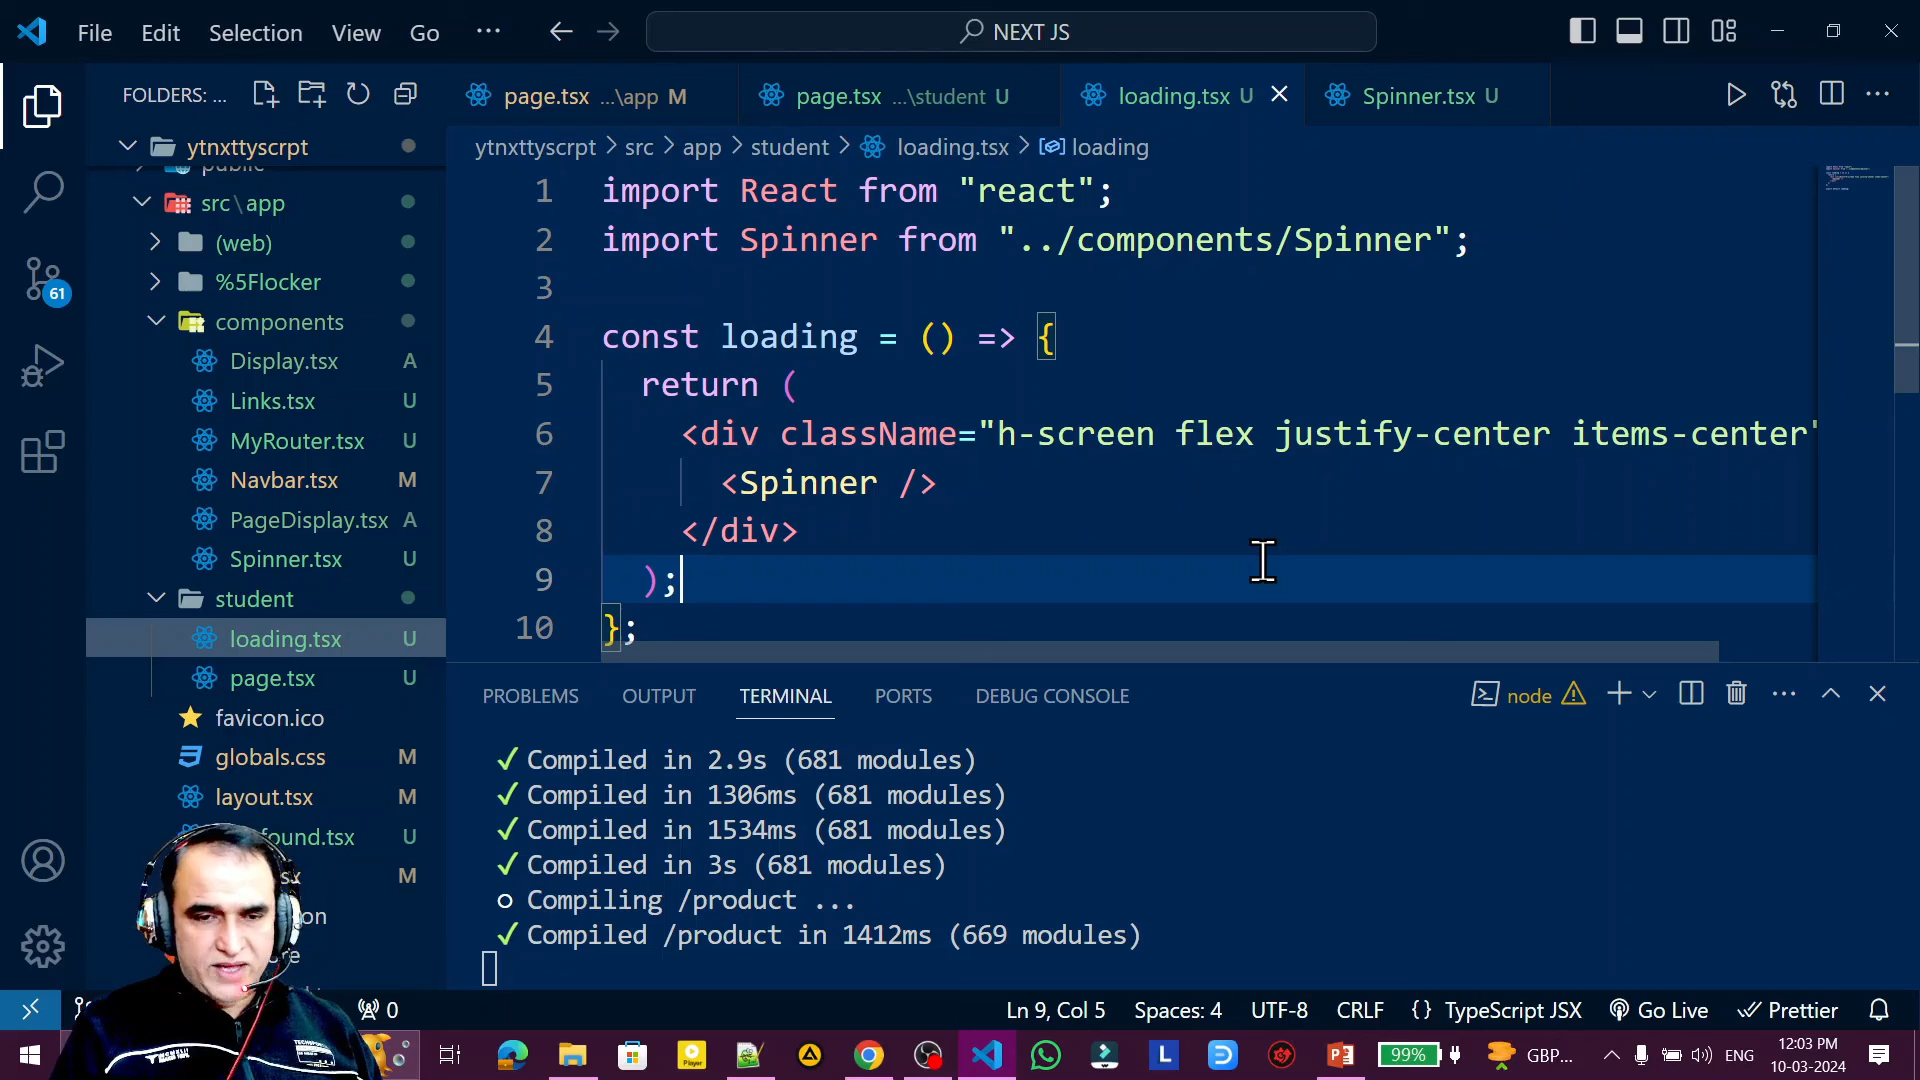 File Edit Selection View Go ... NEXT JS
FOLDERS: ...
page.tsx ...\app M
page.tsx ...\student U
loading.tsx U
Spinner.tsx U
ytnxttyscrpt
public
src\app
(web)
%5Flocker
components
Display.tsx A
Links.tsx U
MyRouter.tsx U
Navbar.tsx M
PageDisplay.tsx A
Spinner.tsx U
student
loading.tsx U
page.tsx U
favicon.ico
globals.css M
layout.tsx M
found.tsx U
M
61
ytnxttyscrpt > src > app > student > loading.tsx > loading
1 import React from "react";
2 import Spinner from "../components/Spinner";
3
4 const loading = () => {
5 return (
6 <div className="h-screen flex justify-center items-center"
7 <Spinner />
8 </div>
9 );
10 };
PROBLEMS OUTPUT TERMINAL PORTS DEBUG CONSOLE
node
✓ Compiled in 2.9s (681 modules)
✓ Compiled in 1306ms (681 modules)
✓ Compiled in 1534ms (681 modules)
✓ Compiled in 3s (681 modules)
○ Compiling /product ...
✓ Compiled /product in 1412ms (669 modules)
0
Ln 9, Col 5 Spaces: 4 UTF-8 CRLF {} TypeScript JSX Go Live Prettier
Player
L
99%
GBP...
ENG
12:03 PM
10-03-2024